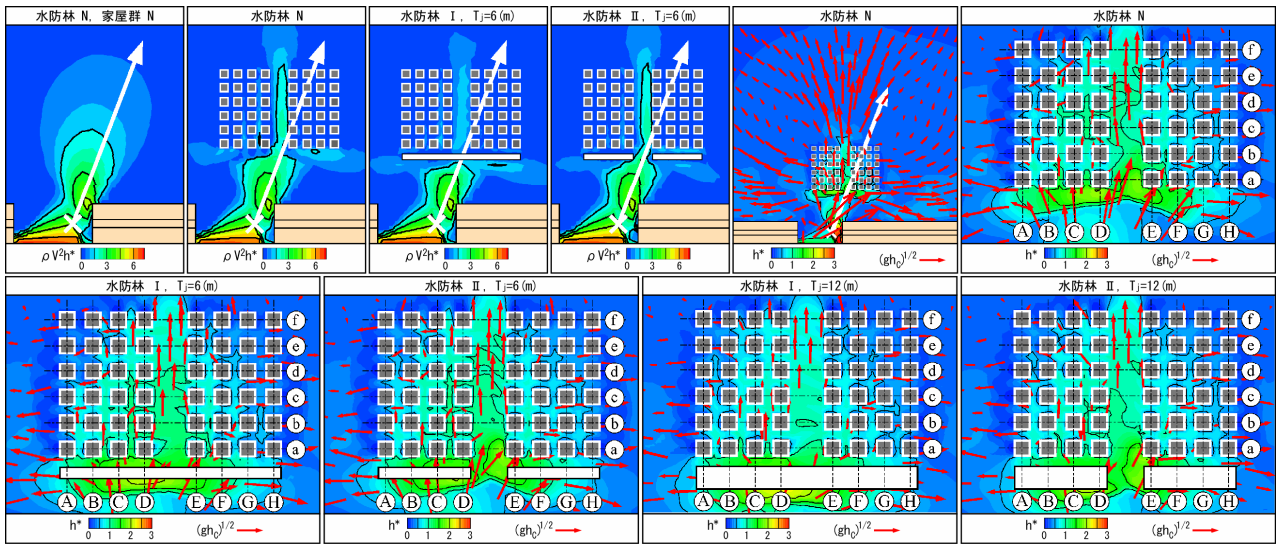 水防林 N, 家屋群 N
ρV²h* 0 3 6
水防林 N
ρV²h* 0 3 6
水防林 I, TJ=6(m)
ρV²h* 0 3 6
水防林 II, TJ=6(m)
ρV²h* 0 3 6
水防林 N
h* 0 1 2 3 (ghC)1/2
水防林 N
f
e
d
c
b
a
A B C D E F G H
h* 0 1 2 3 (ghC)1/2
水防林 I, TJ=6(m)
f
e
d
c
b
a
A B C D E F G H
h* 0 1 2 3 (ghC)1/2
水防林 II, TJ=6(m)
f
e
d
c
b
a
A B C D E F G H
h* 0 1 2 3 (ghC)1/2
水防林 I, TJ=12(m)
f
e
d
c
b
a
A B C D E F G H
h* 0 1 2 3 (ghC)1/2
水防林 II, TJ=12(m)
f
e
d
c
b
a
A B C D E F G H
h* 0 1 2 3 (ghC)1/2